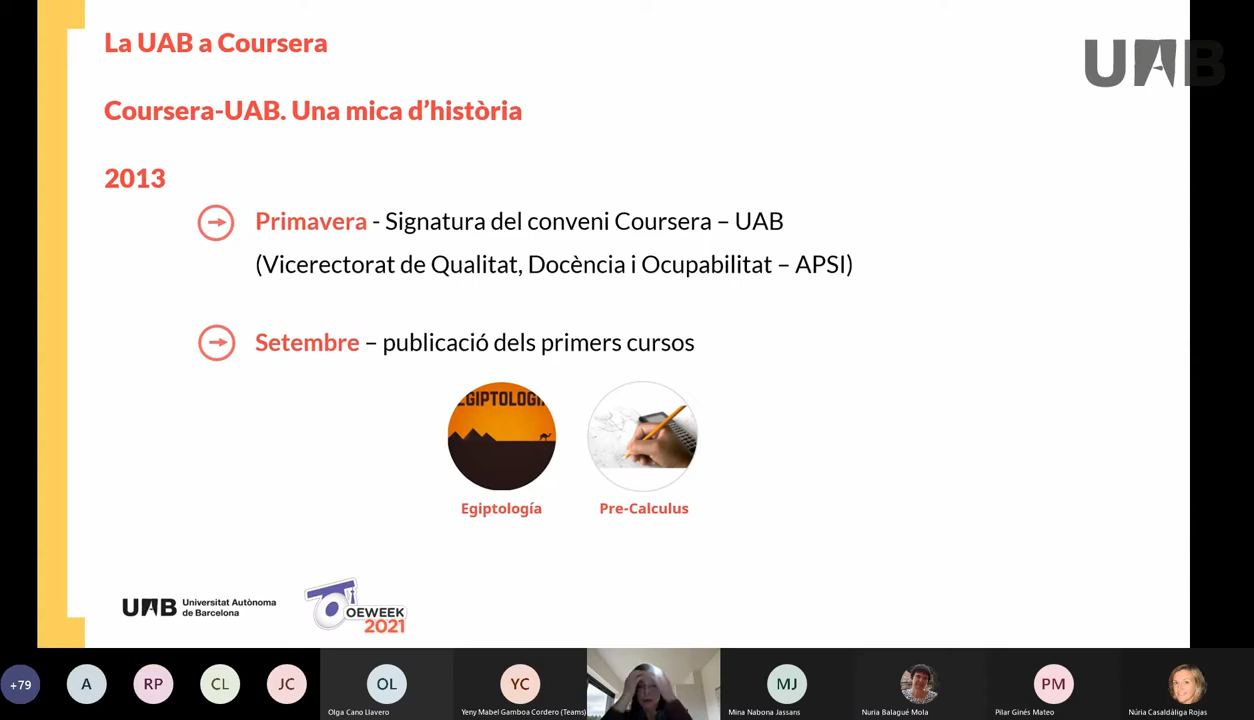 La UAB a Coursera
UAB
Coursera-UAB. Una mica d’història
2013
Primavera - Signatura del conveni Coursera – UAB
(Vicerectorat de Qualitat, Docència i Ocupabilitat – APSI)
Setembre – publicació dels primers cursos
EGIPTOLOGI
Egiptología
Pre-Calculus
UAB Universitat Autònoma
de Barcelona
OEWEEK
2021
+79
A
RP
CL
JC
OL
YC
MJ
PM
Olga Cano Llavero
Yeny Mabel Gamboa Cordero (Teams)
Mina Nabona Jassans
Nuria Balagué Mola
Pilar Ginés Mateo
Núria Casaldàliga Rojas